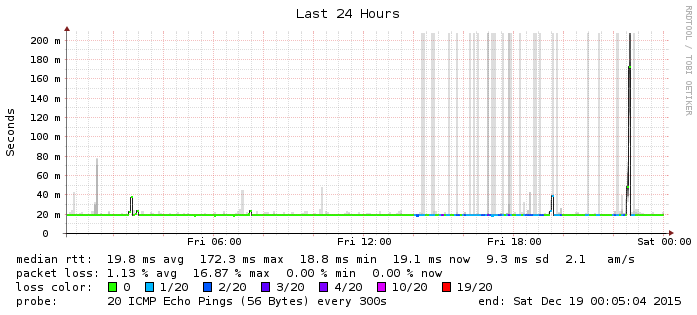 Last 24 Hours
RRDTOOL / TOBI OETIKER
Seconds
200 m
180 m
160 m
140 m
120 m
100 m
80 m
60 m
40 m
20 m
0
Fri 06:00 Fri 12:00 Fri 18:00 Sat 00:00
median rtt: 19.8 ms avg 172.3 ms max 18.8 ms min 19.1 ms now 9.3 ms sd 2.1 am/s
packet loss: 1.13 % avg 16.87 % max 0.00 % min 0.00 % now
loss color: 0 1/20 2/20 3/20 4/20 10/20 19/20
probe: 20 ICMP Echo Pings (56 Bytes) every 300s end: Sat Dec 19 00:05:04 2015